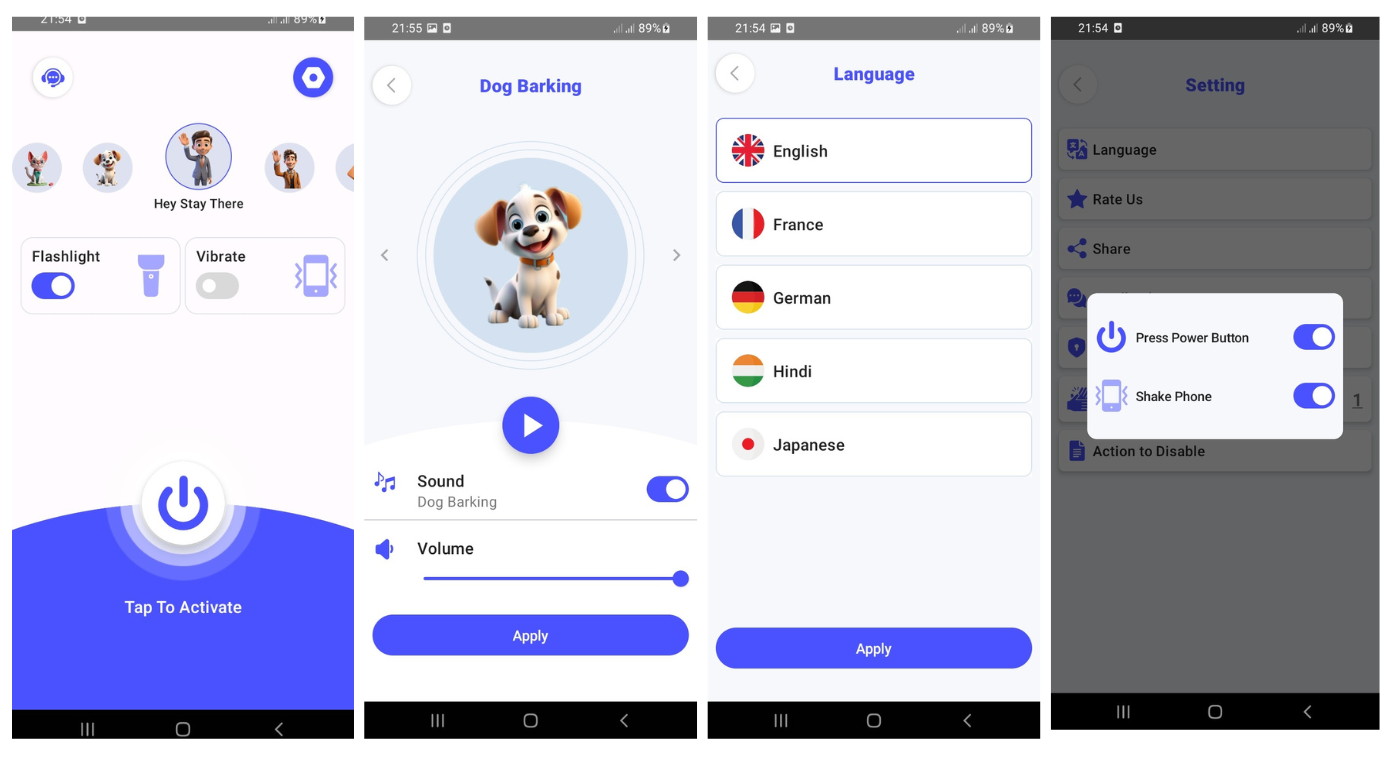 21:54
89%
Hey Stay There
Flashlight
Vibrate
Tap To Activate
21:55
89%
Dog Barking
Sound
Dog Barking
Volume
Apply
21:54
89%
Language
English
France
German
Hindi
Japanese
Apply
21:54
89%
Setting
Language
Rate Us
Share
Press Power Button
Shake Phone
1
Action to Disable